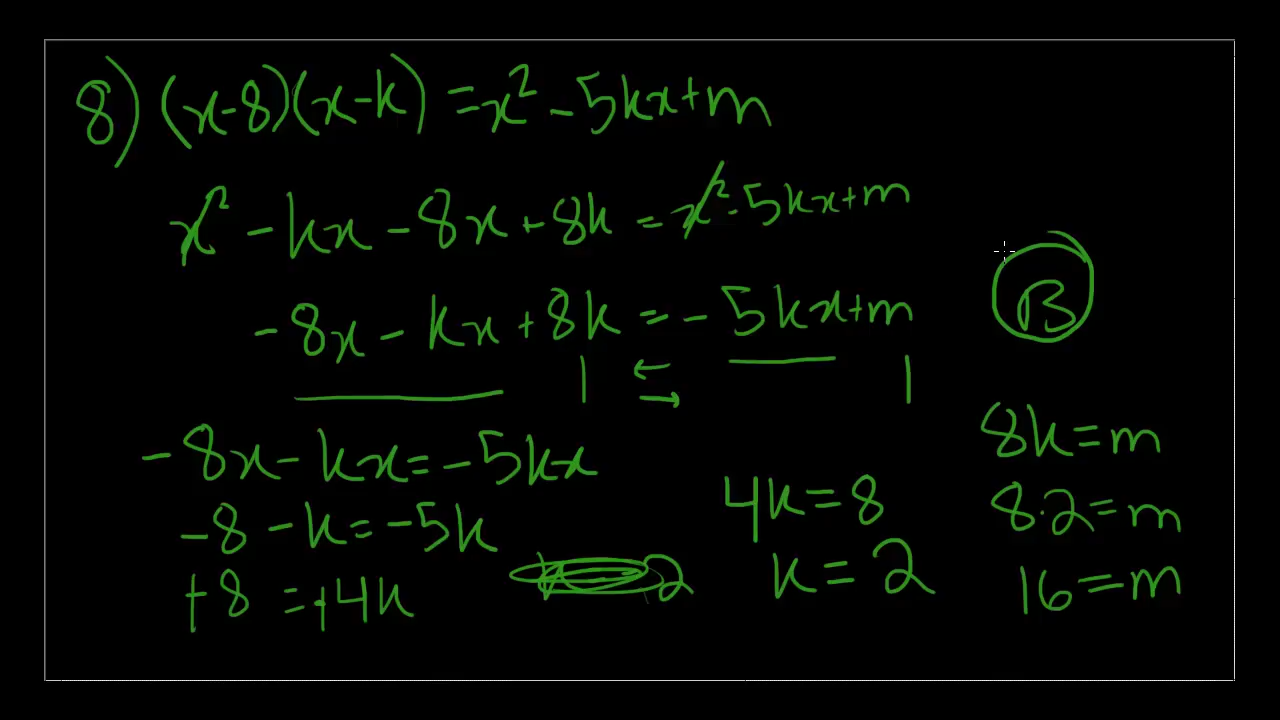 8) (x-8)(x-k) = x² - 5kx+m
x² - kx - 8x + 8k = x² - 5kx+m
-8x - kx + 8k = - 5kx+m
B
-8x - kx = -5kx
-8 - k = -5k
+8 = +4k
2
4k = 8
k = 2
8k = m
8·2 = m
16 = m